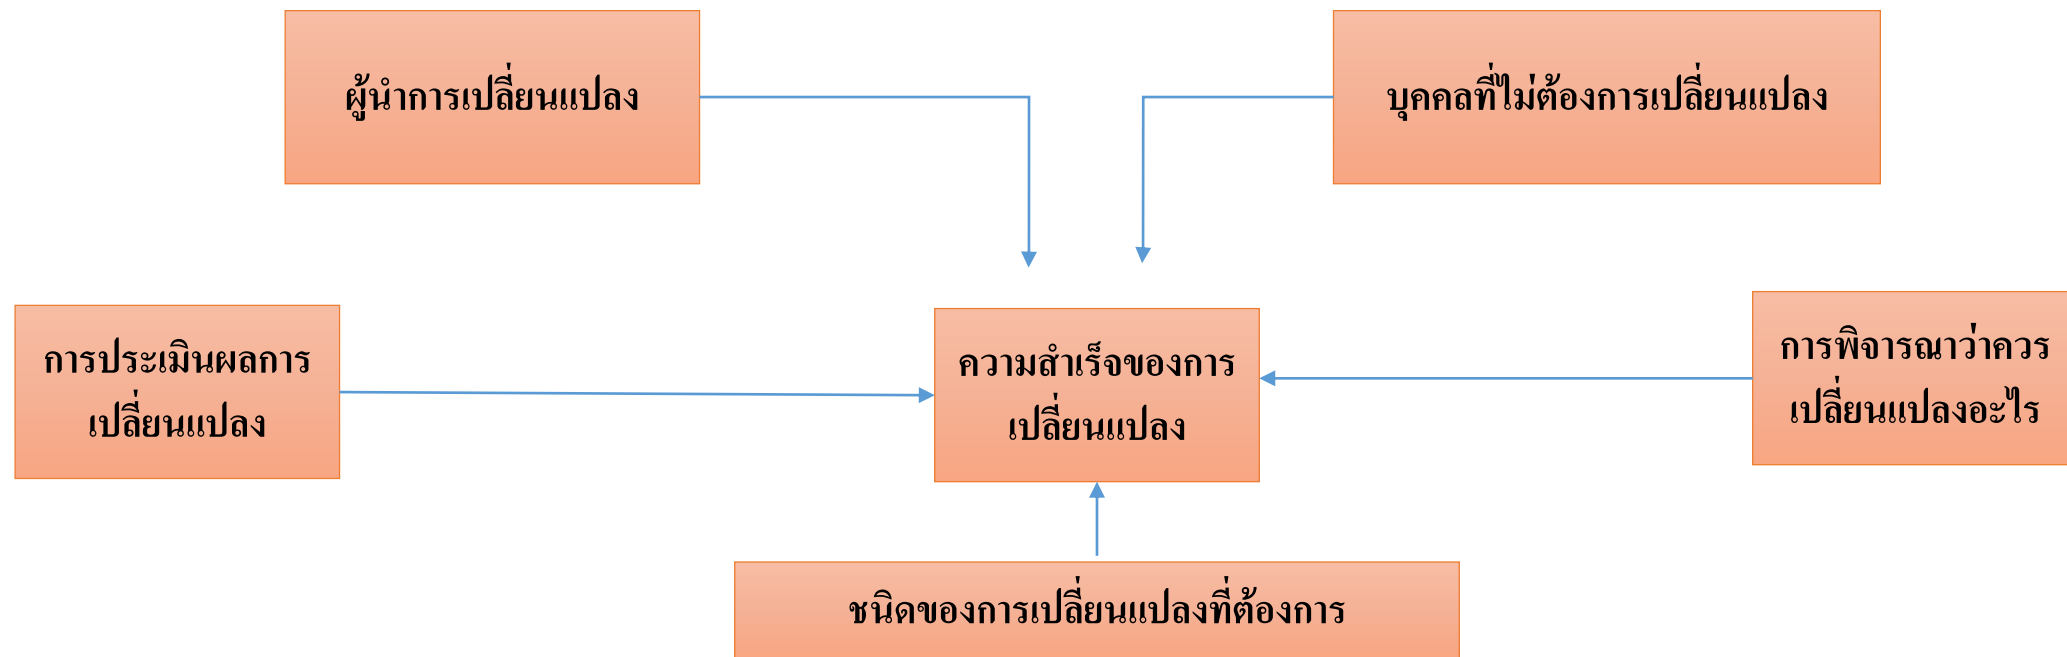 ผู้นำการเปลี่ยนแปลง
บุคคลที่ไม่ต้องการเปลี่ยนแปลง
การประเมินผลการ
เปลี่ยนแปลง
ความสำเร็จของการ
เปลี่ยนแปลง
การพิจารณาว่าควร
เปลี่ยนแปลงอะไร
ชนิดของการเปลี่ยนแปลงที่ต้องการ